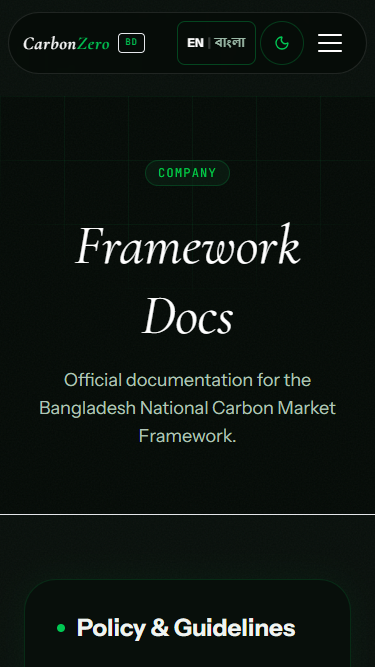 CarbonZero BD EN | বাংলা
COMPANY
Framework
Docs
Official documentation for the
Bangladesh National Carbon Market
Framework.
Policy & Guidelines